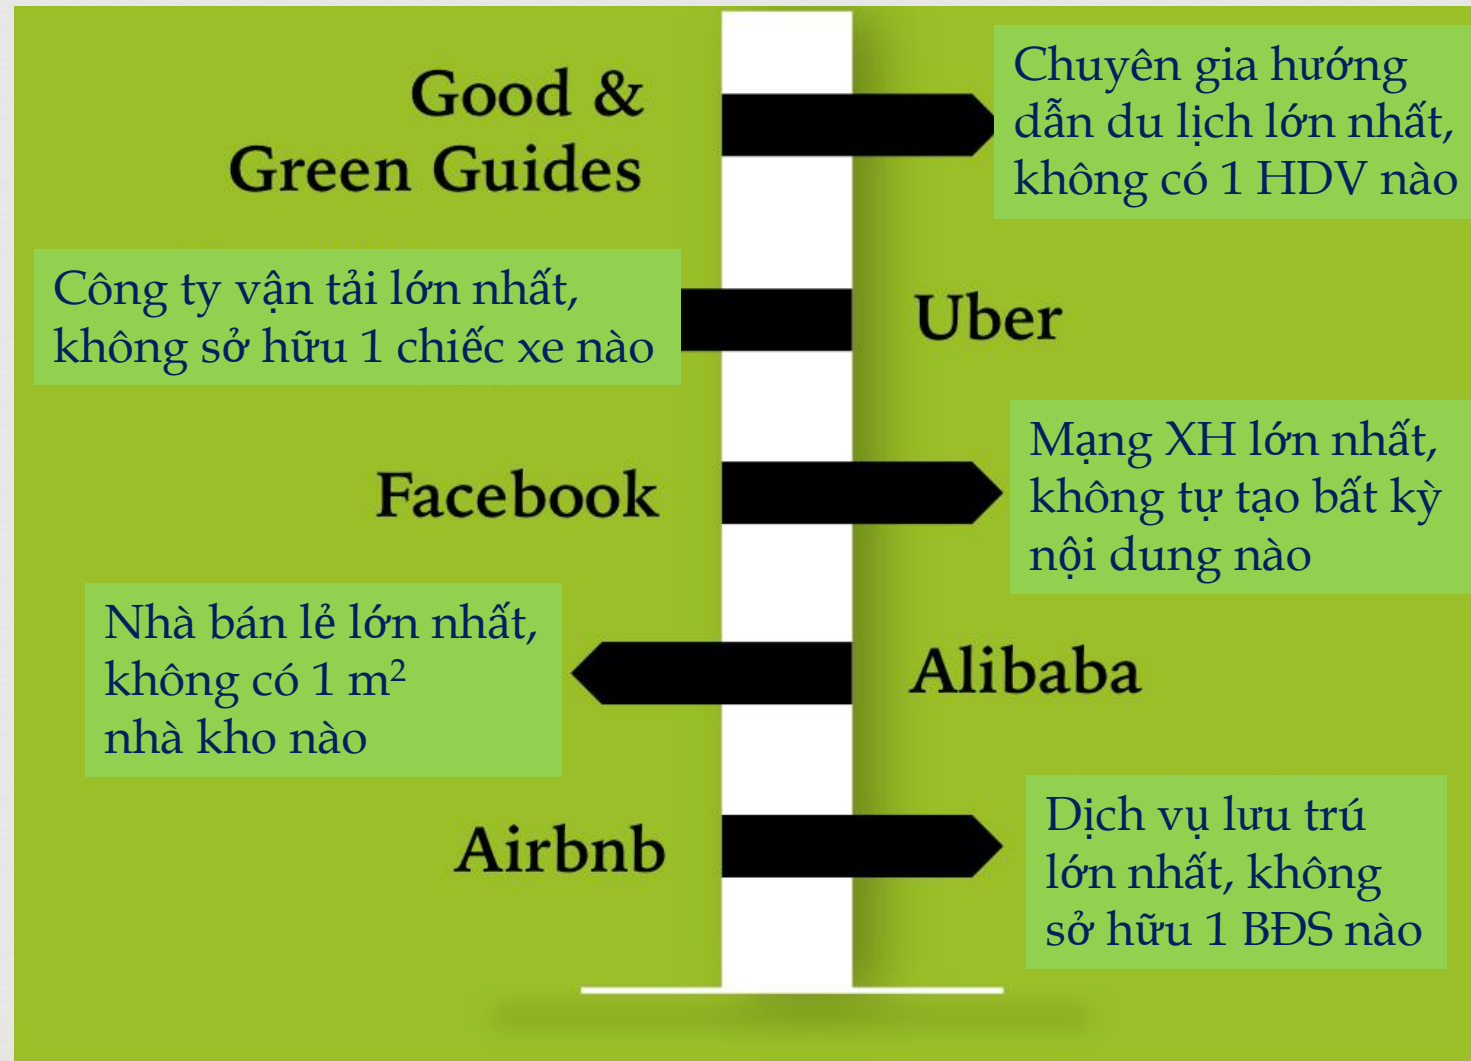 Good &
Green Guides
Chuyên gia hướng
dẫn du lịch lớn nhất,
không có 1 HDV nào
Công ty vận tải lớn nhất,
không sở hữu 1 chiếc xe nào
Uber
Facebook
Mạng XH lớn nhất,
không tự tạo bất kỳ
nội dung nào
Nhà bán lẻ lớn nhất,
không có 1 m²
nhà kho nào
Alibaba
Airbnb
Dịch vụ lưu trú
lớn nhất, không
sở hữu 1 BĐS nào